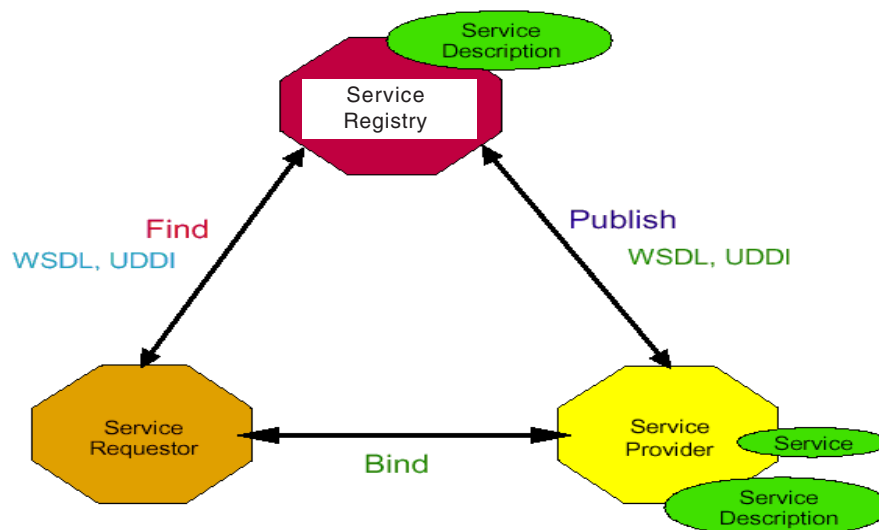 Service
Description
Service
Registry
Find
WSDL, UDDI
Publish
WSDL, UDDI
Service
Requestor
Bind
Service
Provider
Service
Service
Description